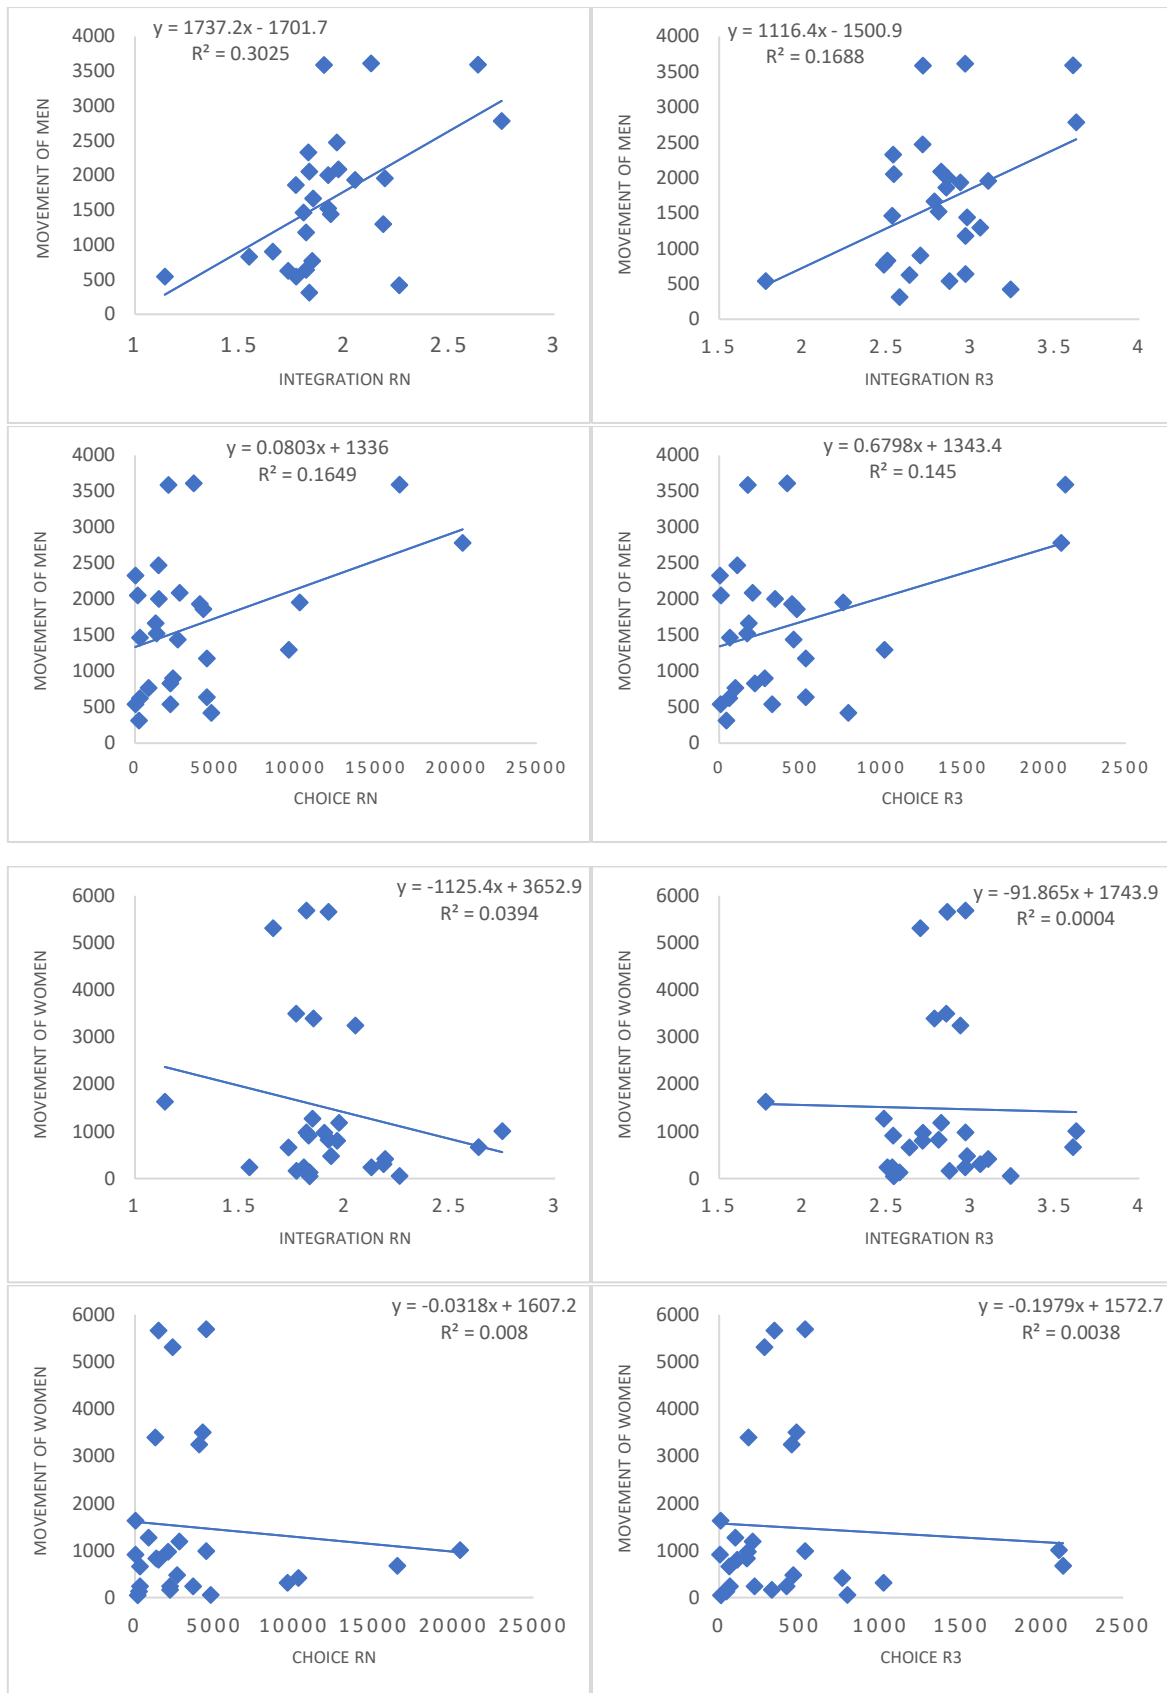 y = 1737.2x - 1701.7
R² = 0.3025
MOVEMENT OF MEN
4000
3500
3000
2500
2000
1500
1000
500
0
1 1.5 2 2.5 3
INTEGRATION RN
y = 1116.4x - 1500.9
R² = 0.1688
MOVEMENT OF MEN
4000
3500
3000
2500
2000
1500
1000
500
0
1.5 2 2.5 3 3.5 4
INTEGRATION R3
y = 0.0803x + 1336
R² = 0.1649
MOVEMENT OF MEN
4000
3500
3000
2500
2000
1500
1000
500
0
0 5000 10000 15000 20000 25000
CHOICE RN
y = 0.6798x + 1343.4
R² = 0.145
MOVEMENT OF MEN
4000
3500
3000
2500
2000
1500
1000
500
0
0 500 1000 1500 2000 2500
CHOICE R3
y = -1125.4x + 3652.9
R² = 0.0394
MOVEMENT OF WOMEN
6000
5000
4000
3000
2000
1000
0
1 1.5 2 2.5 3
INTEGRATION RN
y = -91.865x + 1743.9
R² = 0.0004
MOVEMENT OF WOMEN
6000
5000
4000
3000
2000
1000
0
1.5 2 2.5 3 3.5 4
INTEGRATION R3
y = -0.0318x + 1607.2
R² = 0.008
MOVEMENT OF WOMEN
6000
5000
4000
3000
2000
1000
0
0 5000 10000 15000 20000 25000
CHOICE RN
y = -0.1979x + 1572.7
R² = 0.0038
MOVEMENT OF WOMEN
6000
5000
4000
3000
2000
1000
0
0 500 1000 1500 2000 2500
CHOICE R3